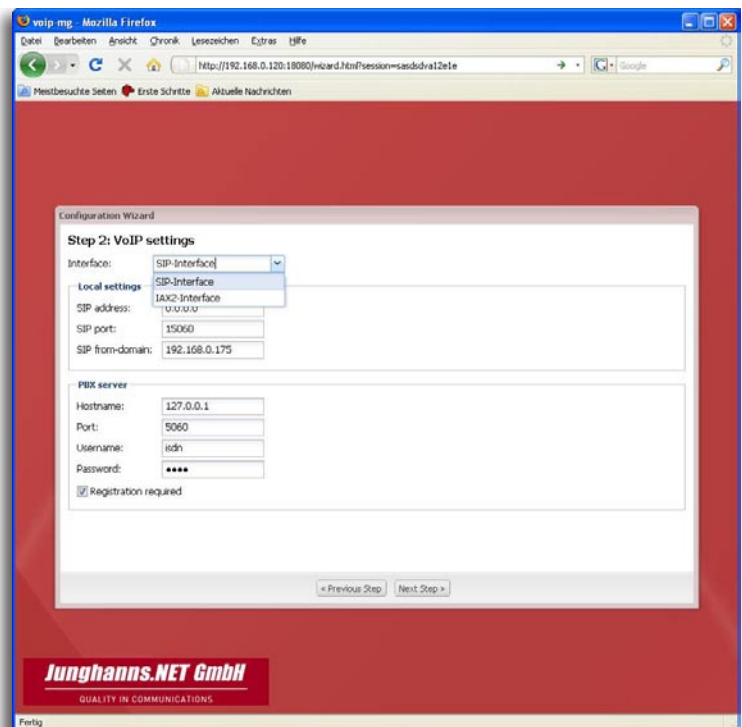 voip-mg - Mozilla Firefox
Datei Bearbeiten Ansicht Chronik Lesezeichen Extras Hilfe
http://192.168.0.120:18080/wizard.html?session=sasdsdva12e1e
Google
Meistbesuchte Seiten Erste Schritte Aktuelle Nachrichten
Configuration Wizard
Step 2: VoIP settings
Interface: SIP-Interface
SIP-Interface
IAX2-Interface
Local settings
SIP address: 0.0.0.0
SIP port: 15060
SIP from-domain: 192.168.0.175
PBX server
Hostname: 127.0.0.1
Port: 5060
Username: isdn
Password: ••••
Registration required
« Previous Step Next Step »
Junghanns.NET GmbH
QUALITY IN COMMUNICATIONS
Fertig